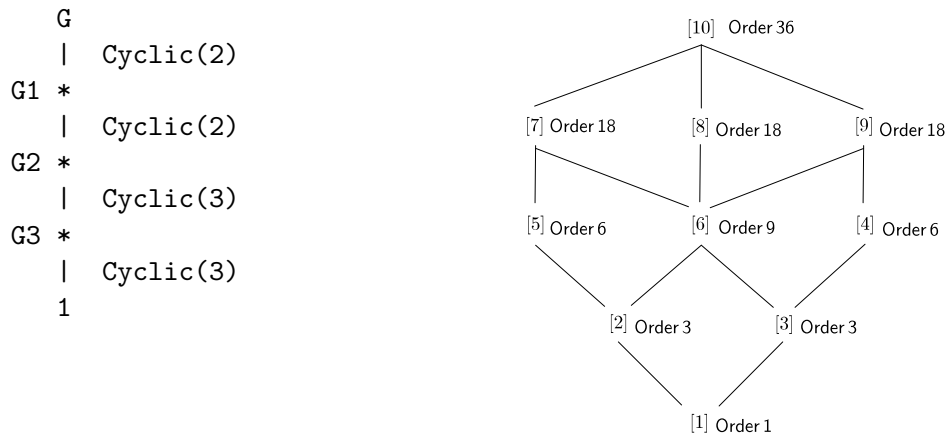 G
| Cyclic(2)
G1 *
| Cyclic(2)
G2 *
| Cyclic(3)
G3 *
| Cyclic(3)
1
[10] Order 36
[7] Order 18 [8] Order 18 [9] Order 18
[5] Order 6 [6] Order 9 [4] Order 6
[2] Order 3 [3] Order 3
[1] Order 1